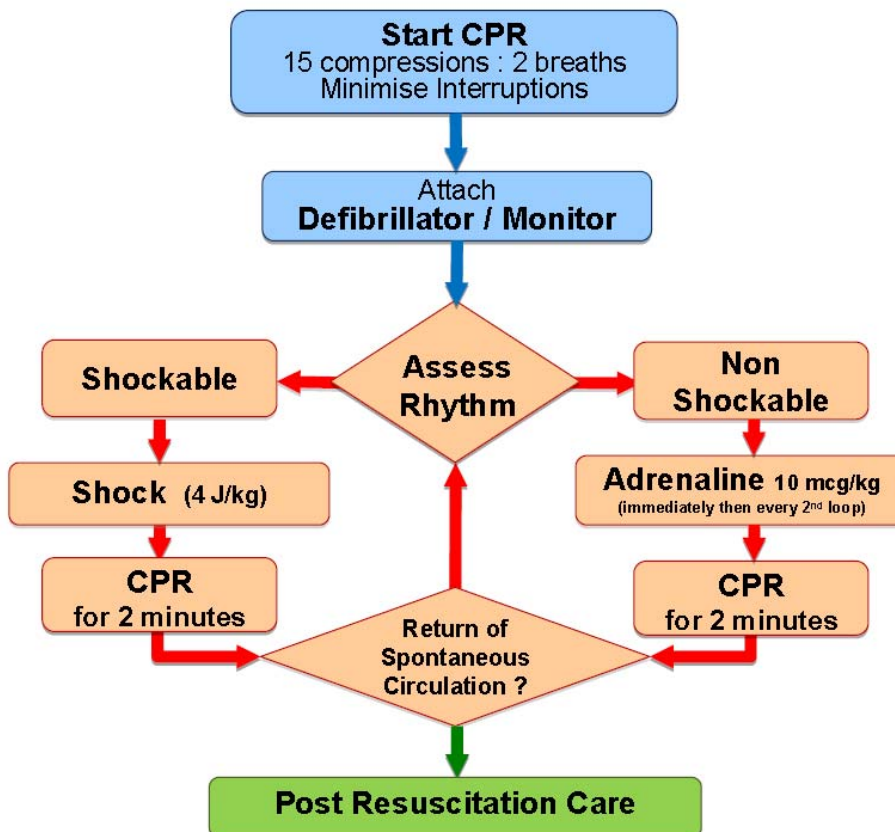 Start CPR
15 compressions : 2 breaths
Minimise Interruptions
Attach
Defibrillator / Monitor
Assess
Rhythm
Shockable
Non
Shockable
Shock (4 J/kg)
Adrenaline 10 mcg/kg
(immediately then every 2nd loop)
CPR
for 2 minutes
CPR
for 2 minutes
Return of
Spontaneous
Circulation ?
Post Resuscitation Care